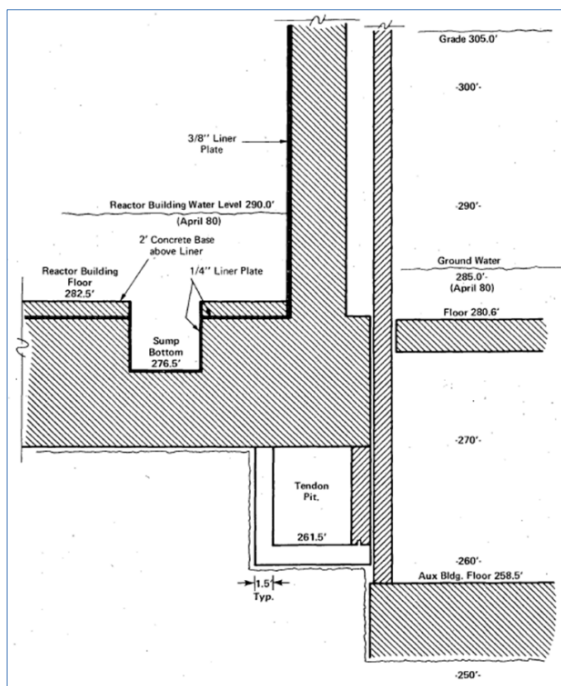 Grade 305.0'
-300'-
3/8" Liner
Plate
Reactor Building Water Level 290.0'
(April 80)
-290'-
2' Concrete Base
above Liner
Ground Water
285.0'-
(April 80)
Reactor Building
Floor
282.5'
1/4" Liner Plate
Floor 280.6'
Sump
Bottom
276.5'
-270'-
Tendon
Pit.
261.5'
-260'-
Aux Bldg. Floor 258.5'
1.5'
Typ.
-250'-